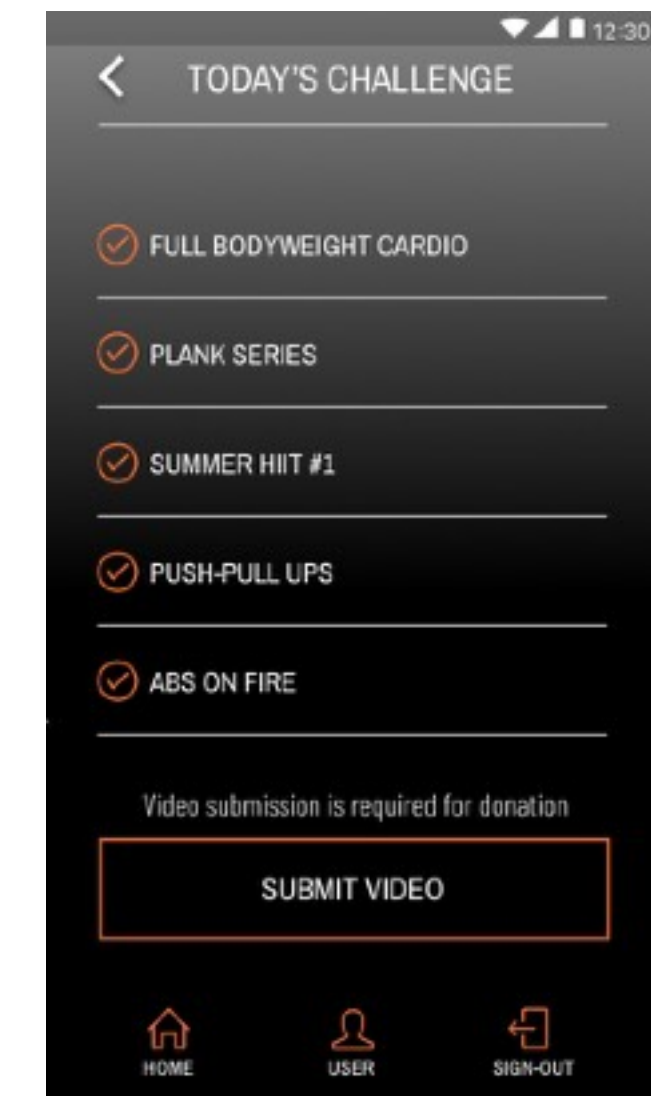 12:30
TODAY'S CHALLENGE
FULL BODYWEIGHT CARDIO
PLANK SERIES
SUMMER HIIT #1
PUSH-PULL UPS
ABS ON FIRE
Video submission is required for donation
SUBMIT VIDEO
HOME USER SIGN-OUT